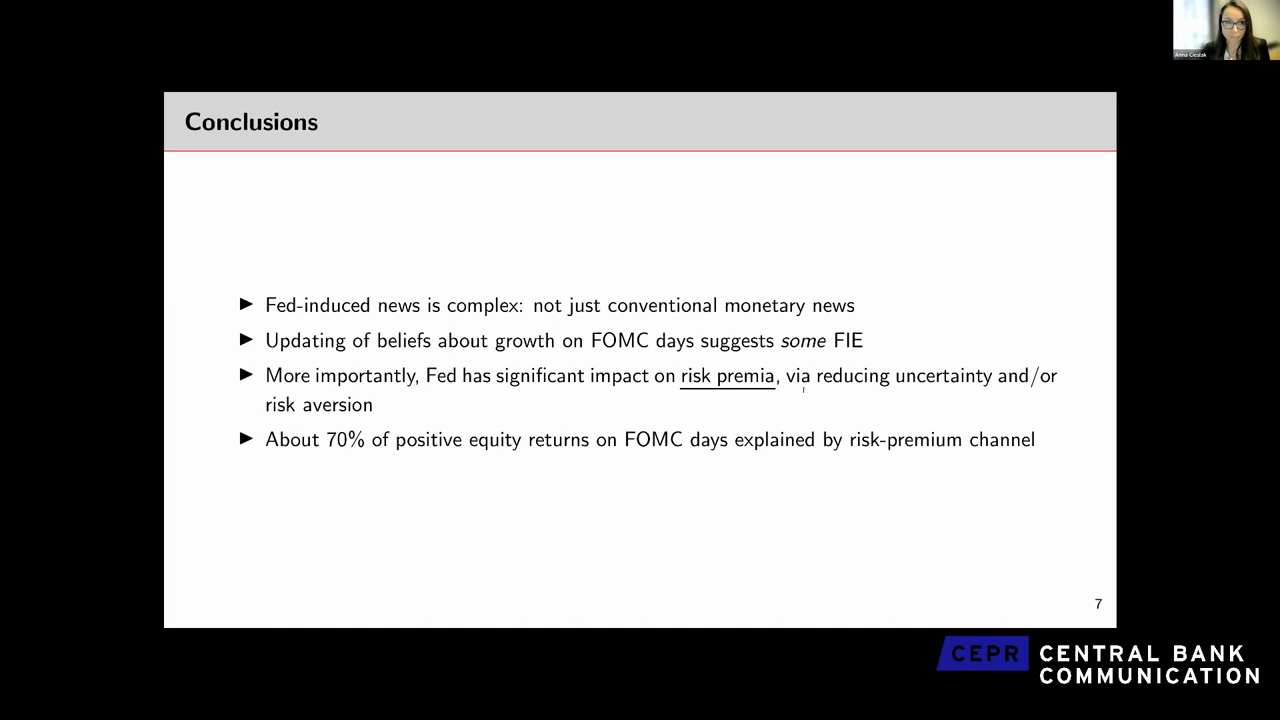 Anna Cieslak
Conclusions
▶ Fed-induced news is complex: not just conventional monetary news
▶ Updating of beliefs about growth on FOMC days suggests some FIE
▶ More importantly, Fed has significant impact on risk premia, via reducing uncertainty and/or
risk aversion
▶ About 70% of positive equity returns on FOMC days explained by risk-premium channel
7
CEPR CENTRAL BANK
COMMUNICATION